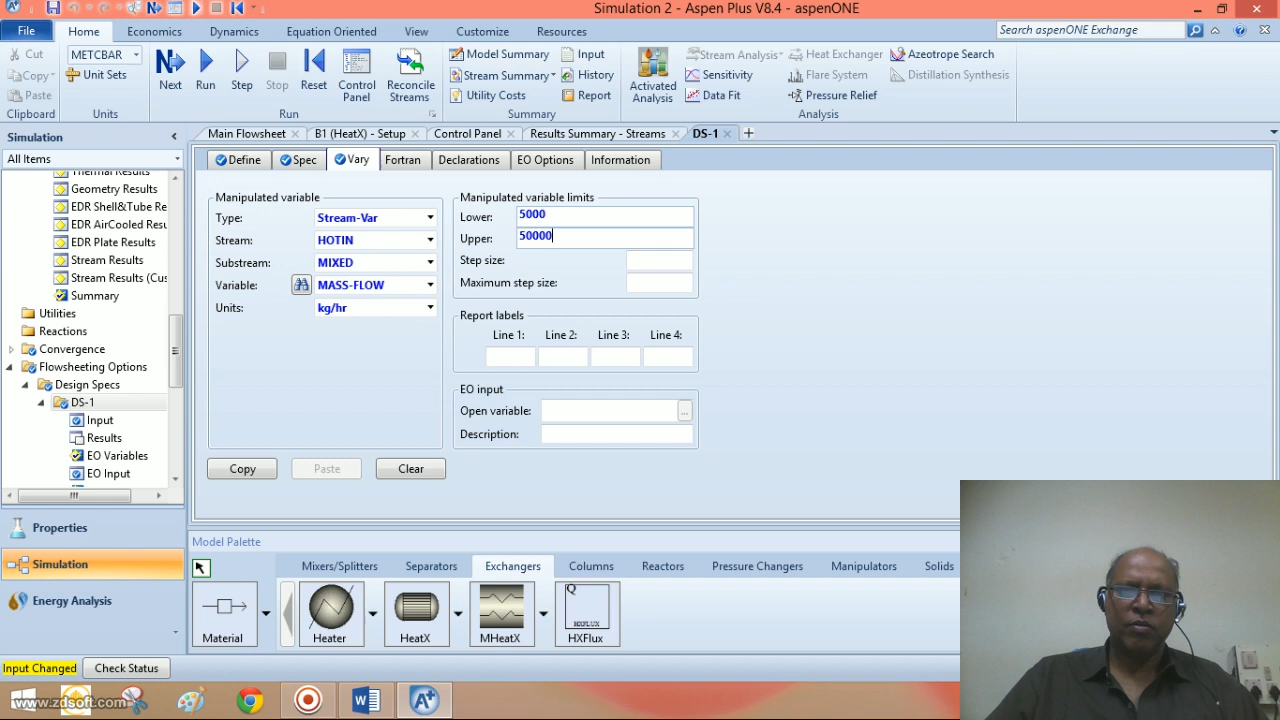 Simulation 2 - Aspen Plus V8.4 - aspenONE
File Home Economics Dynamics Equation Oriented View Customize Resources Search aspenONE Exchange
Cut METCBAR Model Summary Input Stream Analysis Heat Exchanger Azeotrope Search
Copy Unit Sets Next Run Step Stop Reset Control Panel Reconcile Streams Stream Summary History Activated Analysis Sensitivity Flare System Distillation Synthesis
Paste Utility Costs Report Data Fit Pressure Relief
Clipboard Units Run Summary Analysis
Simulation
All Items
Main Flowsheet B1 (HeatX) - Setup Control Panel Results Summary - Streams DS-1
Thermal Results
Geometry Results
EDR Shell&Tube Re
EDR AirCooled Resu
EDR Plate Results
Stream Results
Stream Results (Cus
Summary
Utilities
Reactions
Convergence
Flowsheeting Options
Design Specs
DS-1
Input
Results
EO Variables
EO Input
Properties
Simulation
Energy Analysis
Define Spec Vary Fortran Declarations EO Options Information
Manipulated variable
Type: Stream-Var
Stream: HOTIN
Substream: MIXED
Variable: MASS-FLOW
Units: kg/hr
Manipulated variable limits
Lower: 5000
Upper: 50000
Step size:
Maximum step size:
Report labels
Line 1: Line 2: Line 3: Line 4:
EO input
Open variable: ...
Description:
Copy Paste Clear
Model Palette
Mixers/Splitters Separators Exchangers Columns Reactors Pressure Changers Manipulators Solids
Q
HXFLUX
Material Heater HeatX MHeatX HXFlux
Input Changed Check Status
www.zdsoft.com